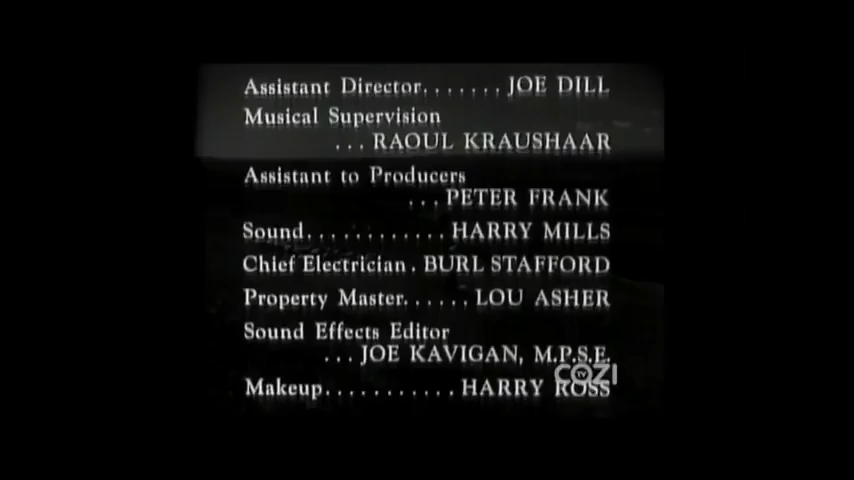 Assistant Director.......JOE DILL
Musical Supervision
...RAOUL KRAUSHAAR
Assistant to Producers
...PETER FRANK
Sound............HARRY MILLS
Chief Electrician.BURL STAFFORD
Property Master......LOU ASHER
Sound Effects Editor
...JOE KAVIGAN, M.P.S.E.
COZI TV
Makeup...........HARRY ROSS